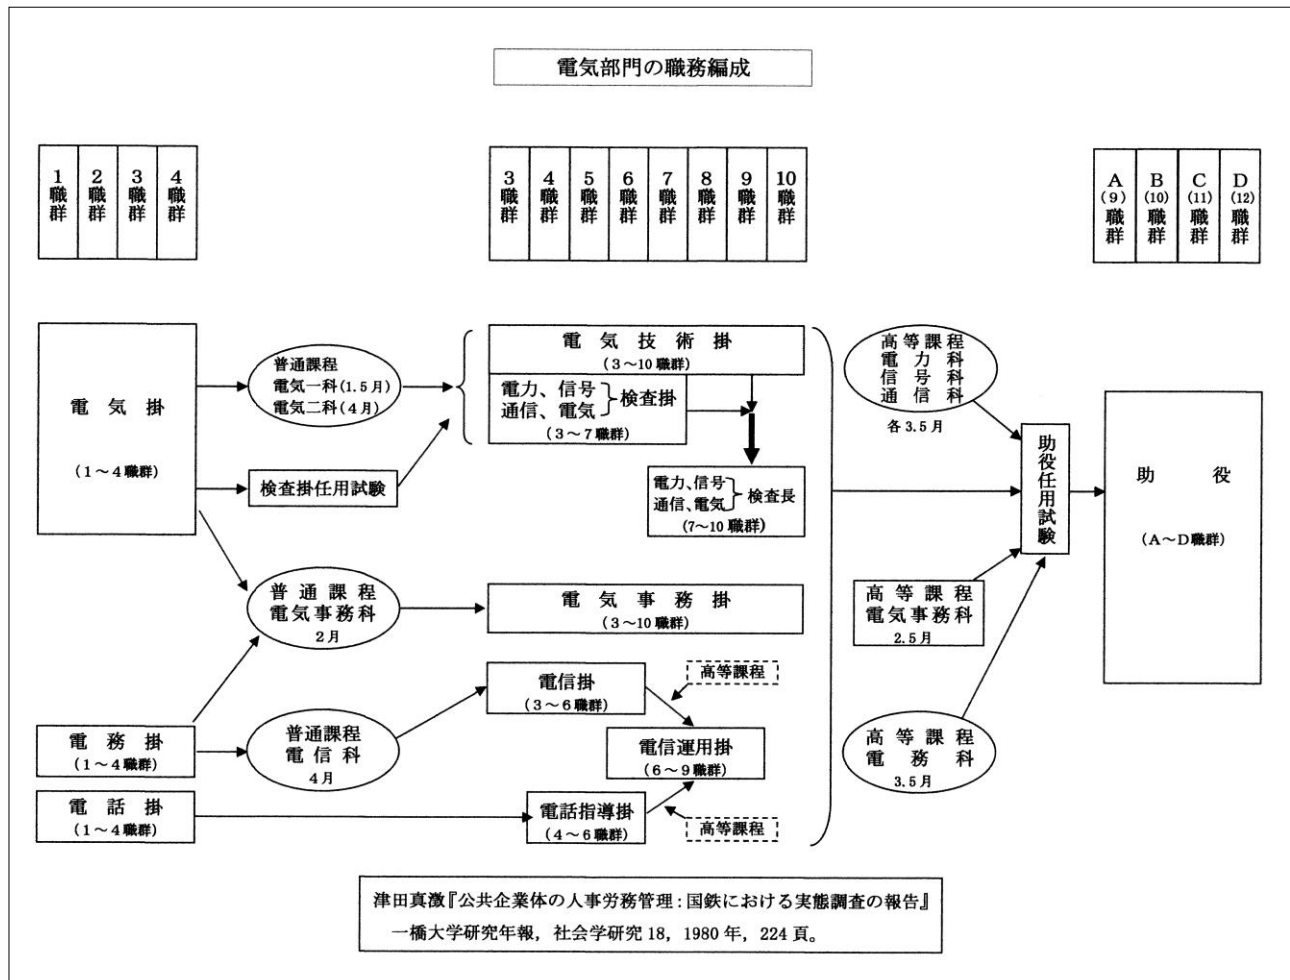 電気部門の職務編成
1職群
2職群
3職群
4職群
3職群
4職群
5職群
6職群
7職群
8職群
9職群
10職群
A(9)職群
B(10)職群
C(11)職群
D(12)職群
電気掛
(1～4職群)
普通課程
電気一科(1.5月)
電気二科(4月)
検査掛任用試験
電気技術掛
(3～10職群)
電力、信号
通信、電気
検査掛
(3～7職群)
電力、信号
通信、電気
検査長
(7～10職群)
高等課程
電力科
信号科
通信科
各3.5月
助役任用試験
助役
(A～D職群)
普通課程
電気事務科
2月
電気事務掛
(3～10職群)
高等課程
電気事務科
2.5月
電務掛
(1～4職群)
普通課程
電信科
4月
電信掛
(3～6職群)
高等課程
電信運用掛
(6～9職群)
高等課程
電務科
3.5月
電話掛
(1～4職群)
電話指導掛
(4～6職群)
高等課程
津田真澂『公共企業体の人事労務管理：国鉄における実態調査の報告』
一橋大学研究年報，社会学研究18，1980年，224頁。